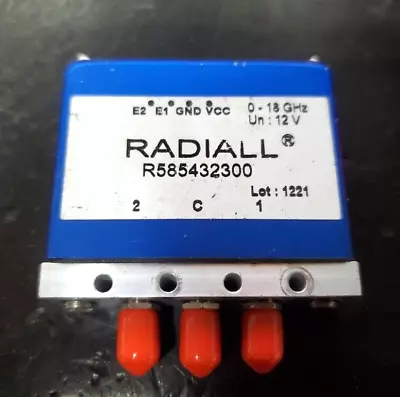 E2 E1 GND VCC 0 - 18 GHz
Un : 12 V
RADIALL®
R585432300
Lot : 1221
2 C 1